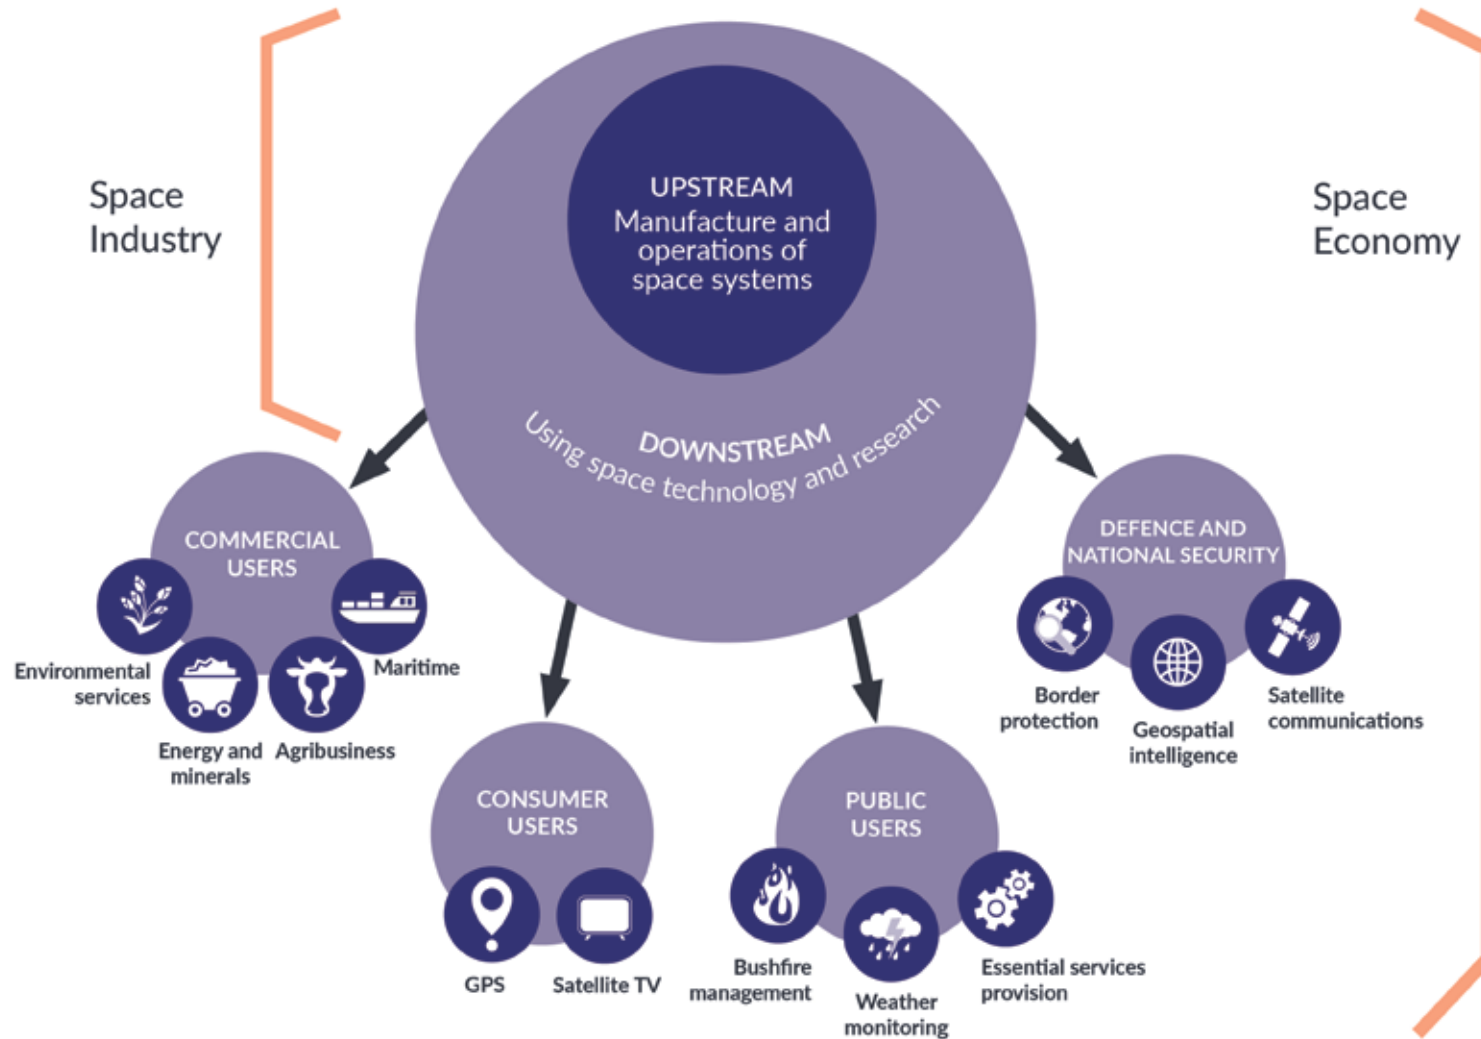 Space
Industry
UPSTREAM
Manufacture and
operations of
space systems
DOWNSTREAM
Using space technology and research
Space
Economy
COMMERCIAL
USERS
Environmental
services
Energy and
minerals
Agribusiness
Maritime
CONSUMER
USERS
GPS
Satellite TV
PUBLIC
USERS
Bushfire
management
Weather
monitoring
Essential services
provision
DEFENCE AND
NATIONAL SECURITY
Border
protection
Geospatial
intelligence
Satellite
communications